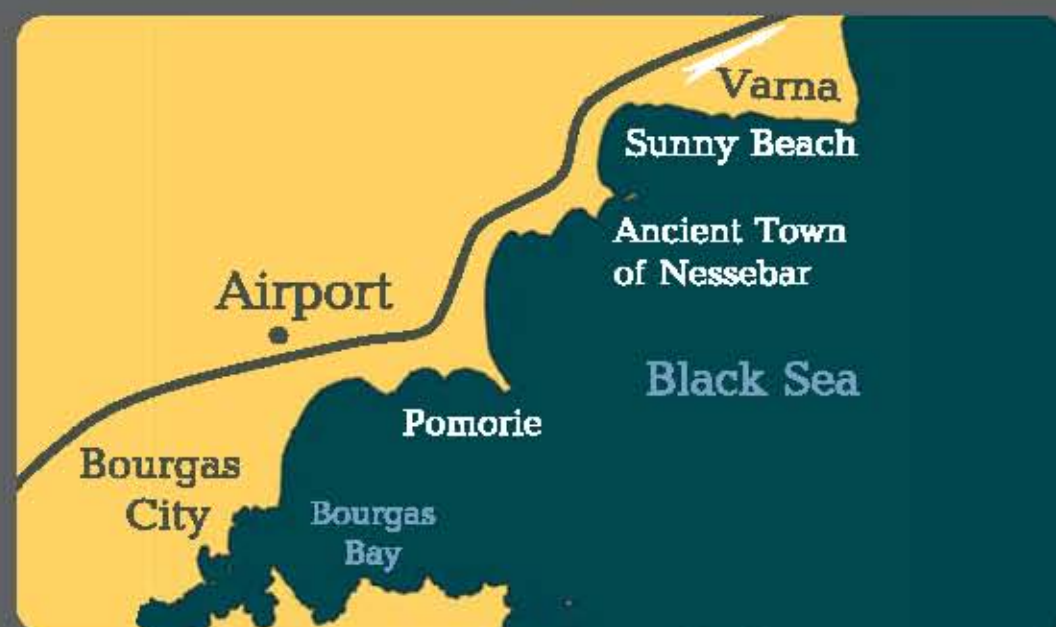 Varna
Sunny Beach
Ancient Town
of Nessebar
Airport
Black Sea
Pomorie
Bourgas
City
Bourgas
Bay